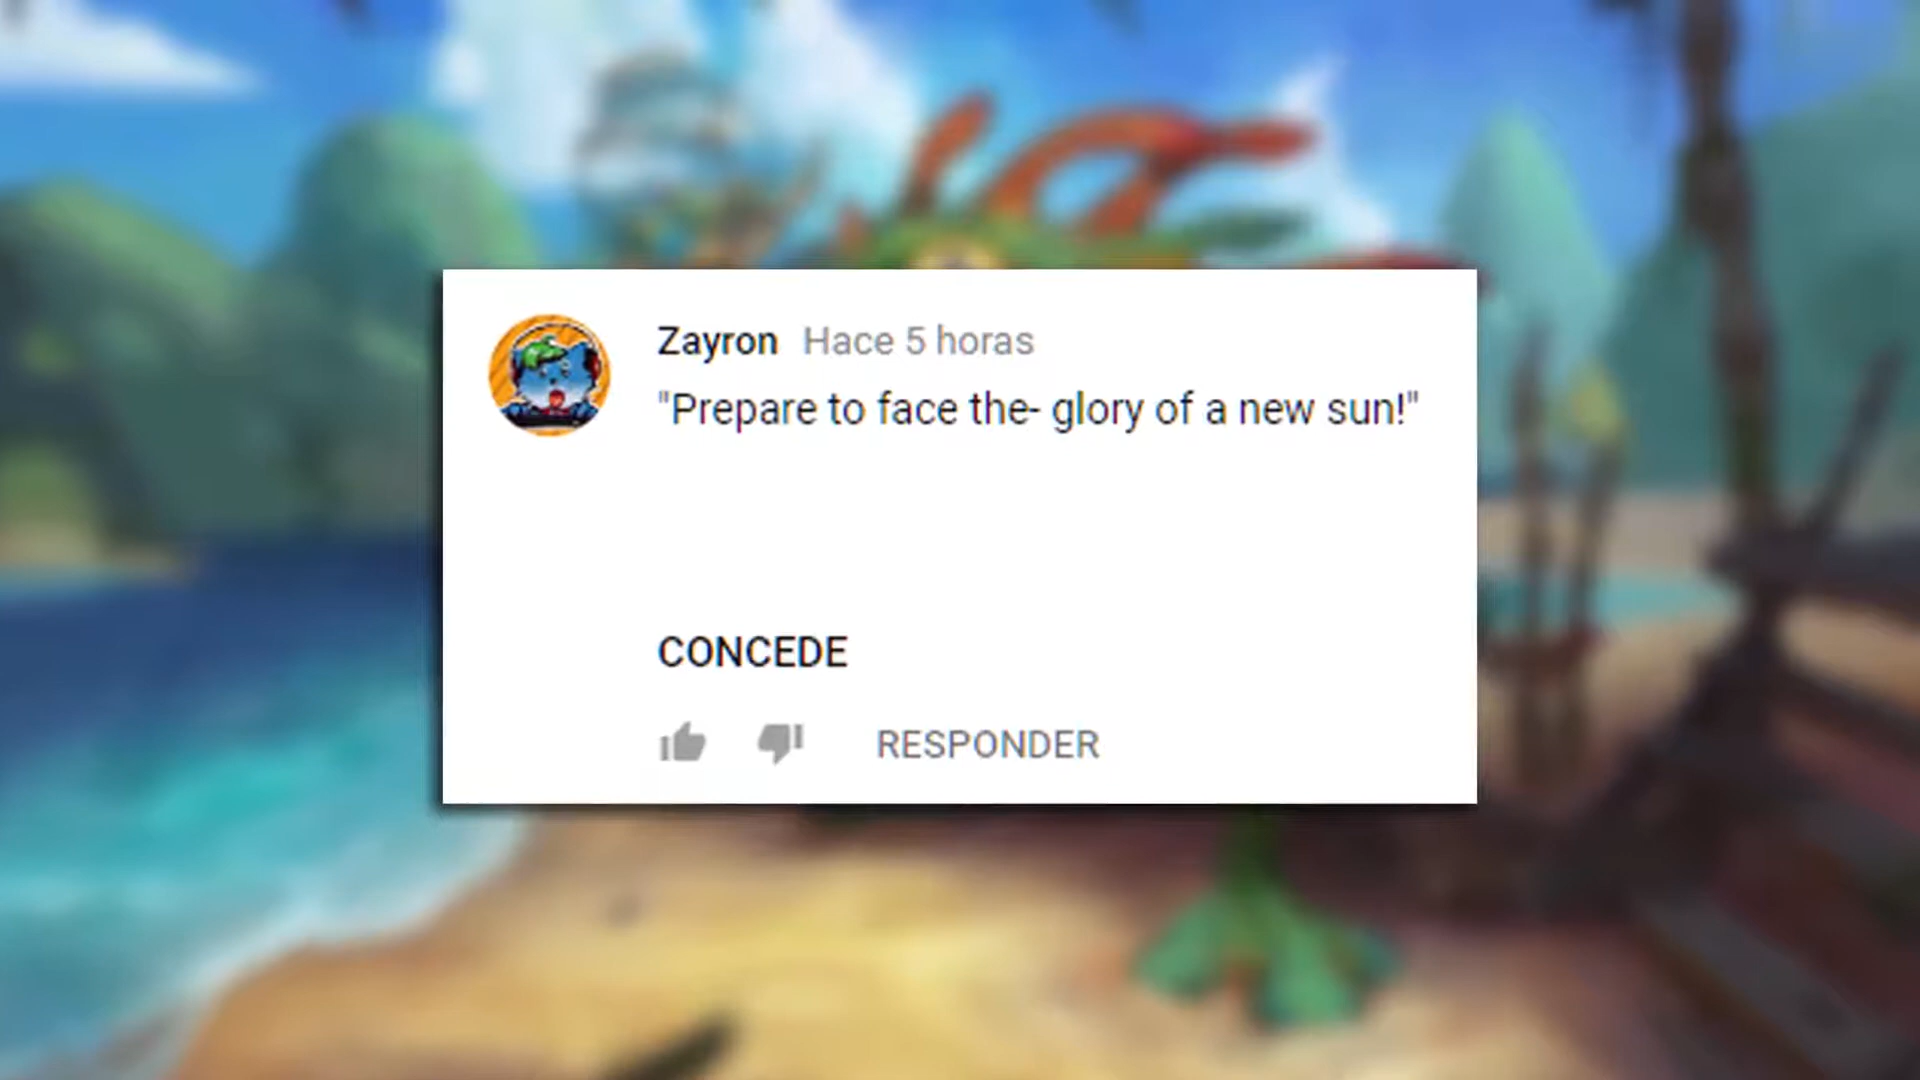 Zayron Hace 5 horas
"Prepare to face the- glory of a new sun!"
CONCEDE
RESPONDER